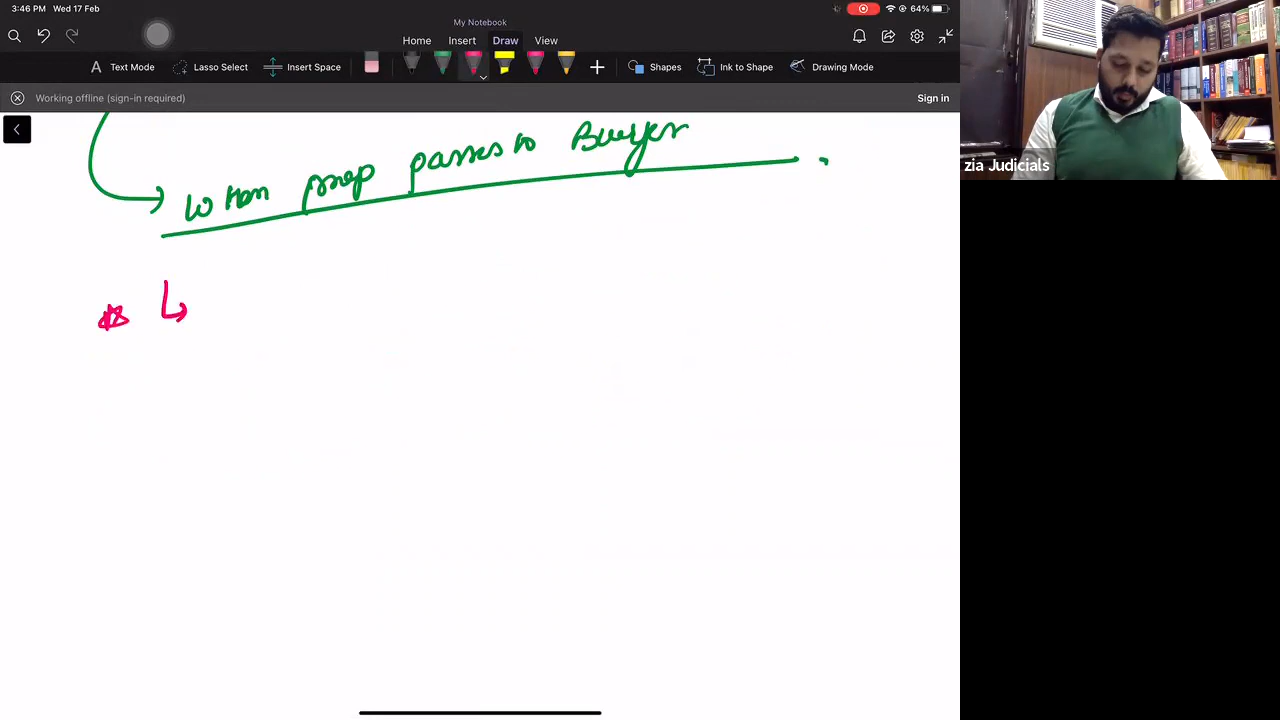 3:46 PM Wed 17 Feb
64%
My Notebook
Home Insert Draw View
A Text Mode Lasso Select Insert Space Shapes Ink to Shape Drawing Mode
Working offline (sign-in required) Sign in
When prop passes to Buyer.
zia Judicials